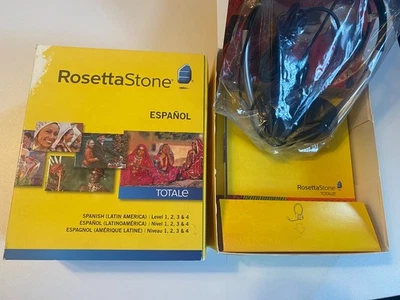 RosettaStone
ESPAÑOL
TOTALe
SPANISH (LATIN AMERICA) | Level 1, 2, 3 & 4
ESPAÑOL (LATINOAMÉRICA) | Nivel 1, 2, 3 & 4
ESPAGNOL (AMÉRIQUE LATINE) | Niveau 1, 2, 3 & 4
RosettaStone
TOTALe